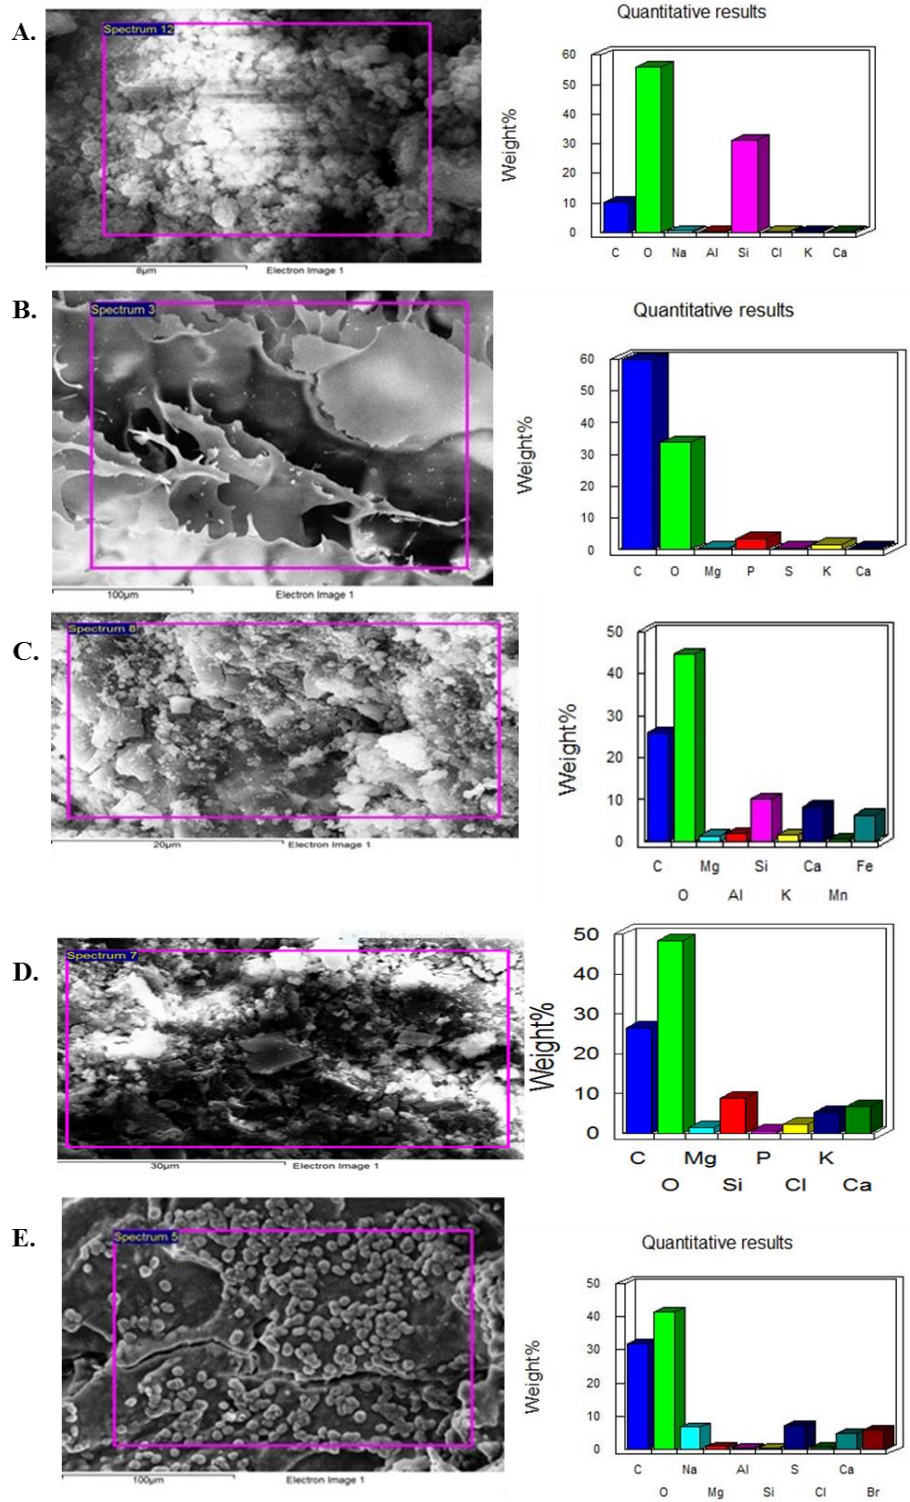 A.
Spectrum 12
8µm
Electron Image 1
Quantitative results
Weight%
60
50
40
30
20
10
0
C O Na Al Si Cl K Ca
B.
Spectrum 3
100µm
Electron Image 1
Quantitative results
Weight%
60
50
40
30
20
10
0
C O Mg P S K Ca
C.
Spectrum 8
20µm
Electron Image 1
Weight%
50
40
30
20
10
0
C Mg Si Ca Fe
O Al K Mn
D.
Rectangular Snip
Spectrum 7
30µm
Electron Image 1
Weight%
50
40
30
20
10
0
C Mg P K
O Si Cl Ca
E.
Spectrum 5
100µm
Electron Image 1
Quantitative results
Weight%
50
40
30
20
10
0
C Na Al S Ca
O Mg Si Cl Br